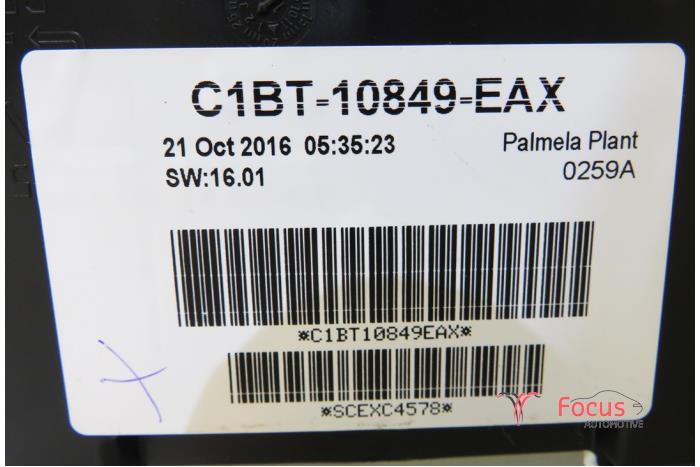 C1BT-10849-EAX
21 Oct 2016 05:35:23
Palmela Plant
SW:16.01
0259A
*C1BT10849EAX*
*SCEXC4578*
Focus
AUTOMOTIVE